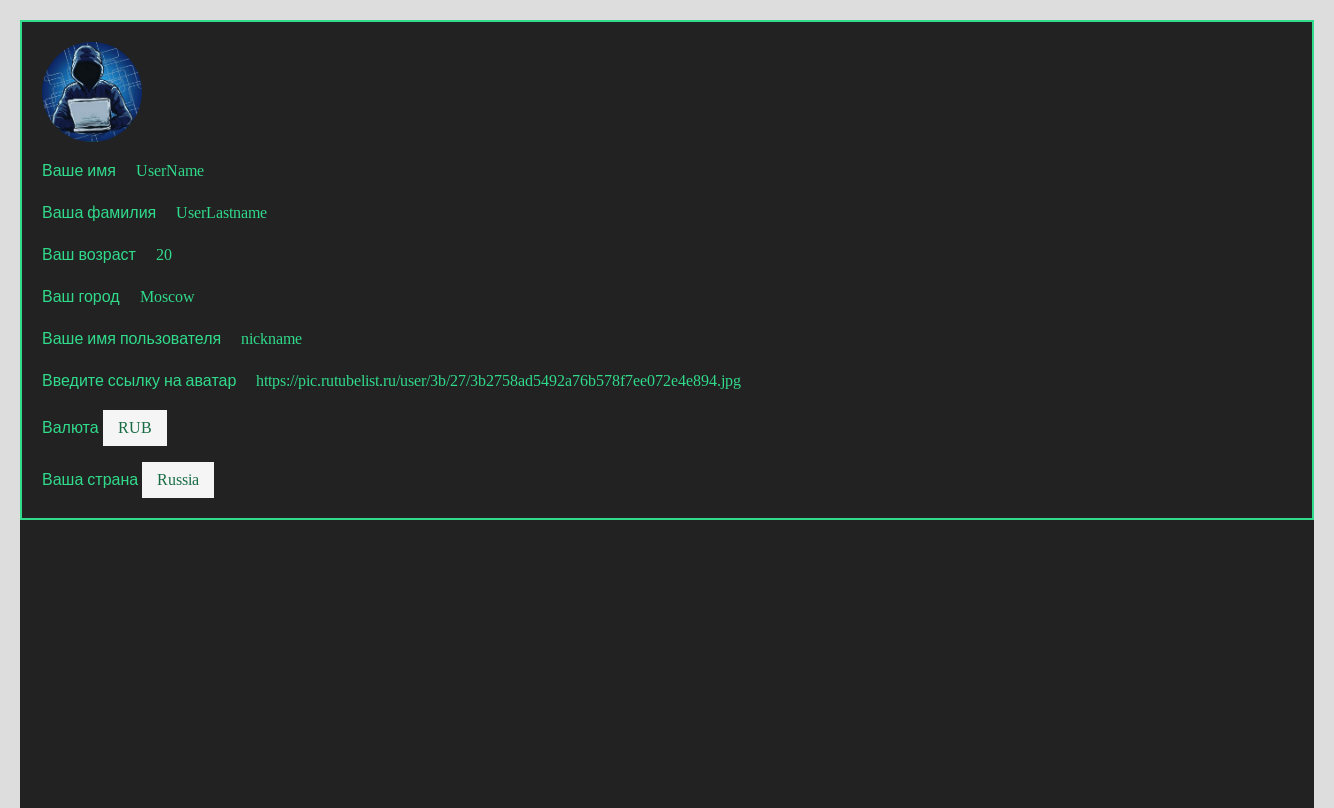 Ваше имя UserName
Ваша фамилия UserLastname
Ваш возраст 20
Ваш город Moscow
Ваше имя пользователя nickname
Введите ссылку на аватар https://pic.rutubelist.ru/user/3b/27/3b2758ad5492a76b578f7ee072e4e894.jpg
Валюта RUB
Ваша страна Russia